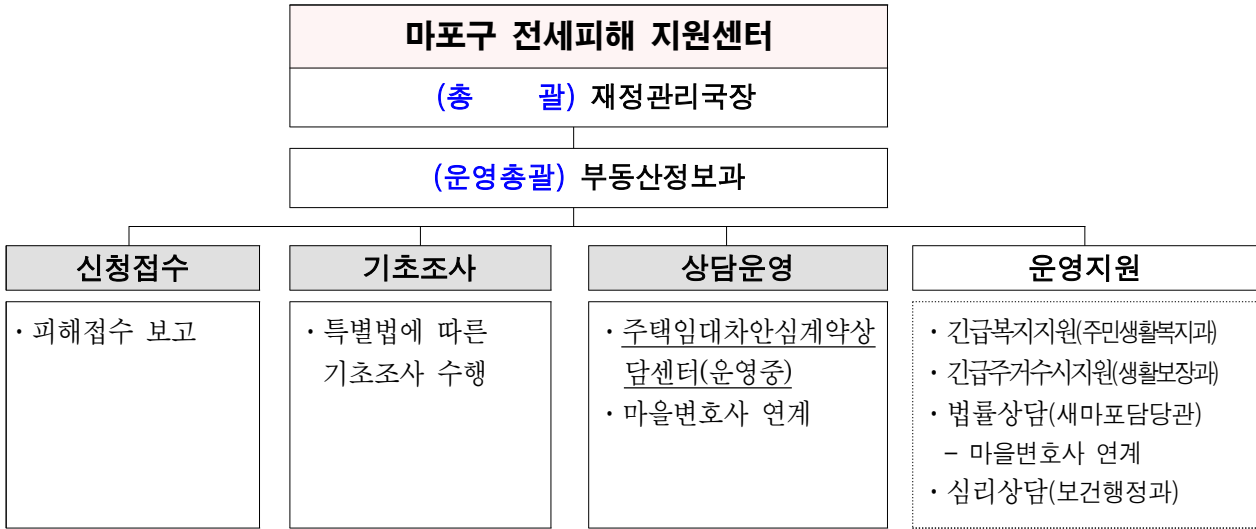 마포구 전세피해 지원센터
(총 괄) 재정관리국장
(운영총괄) 부동산정보과
신청접수
・피해접수 보고
기초조사
・특별법에 따른
기초조사 수행
상담운영
・주택임대차안심계약상
담센터(운영중)
・마을변호사 연계
운영지원
・긴급복지지원(주민생활복지과)
・긴급주거수시지원(생활보장과)
・법률상담(새마포담당관)
– 마을변호사 연계
・심리상담(보건행정과)